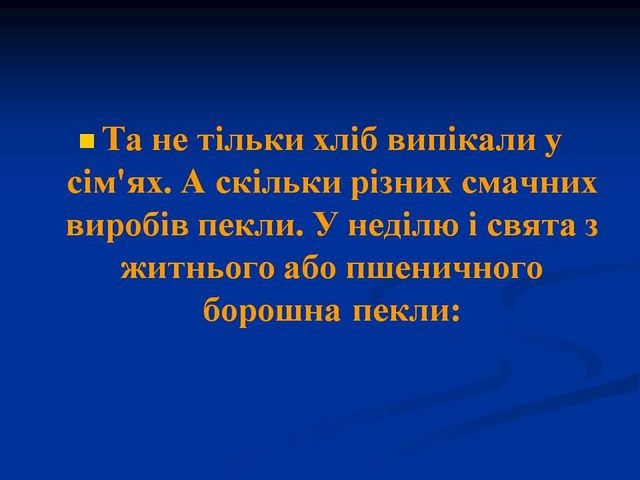 Та не тільки хліб випікали у
сім'ях. А скільки різних смачних
виробів пекли. У неділю і свята з
житнього або пшеничного
борошна пекли: